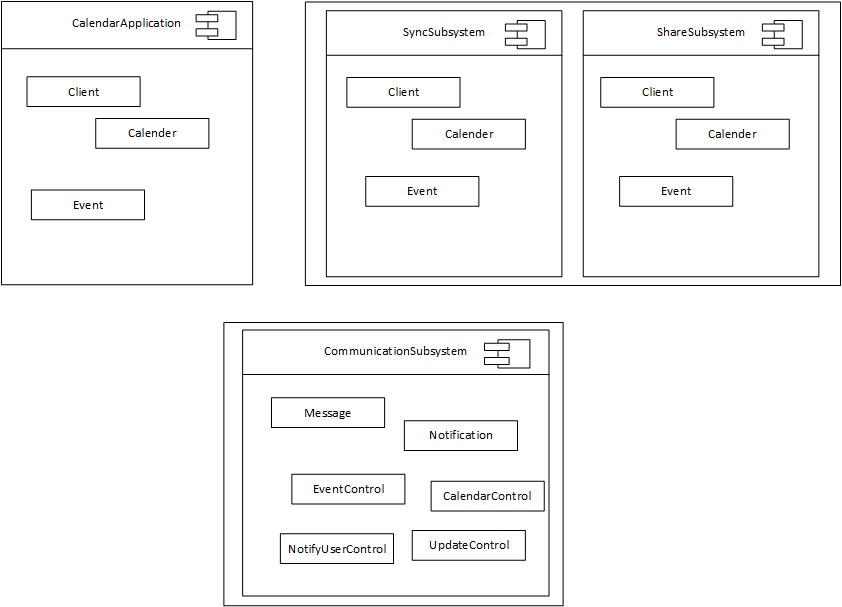 CalendarApplication
Client
Calender
Event
SyncSubsystem
Client
Calender
Event
ShareSubsystem
Client
Calender
Event
CommunicationSubsystem
Message
Notification
EventControl
CalendarControl
NotifyUserControl
UpdateControl